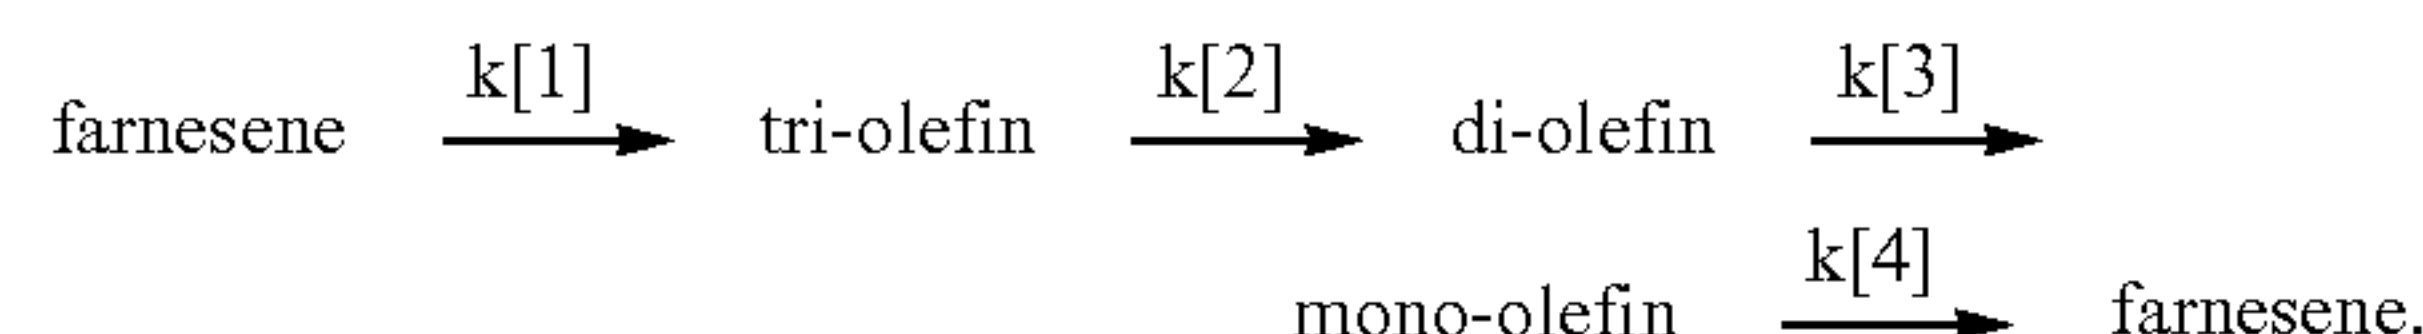 k[1] k[2] k[3]
farnesene tri-olefin di-olefin
k[4]
mono-olefin farnesene.